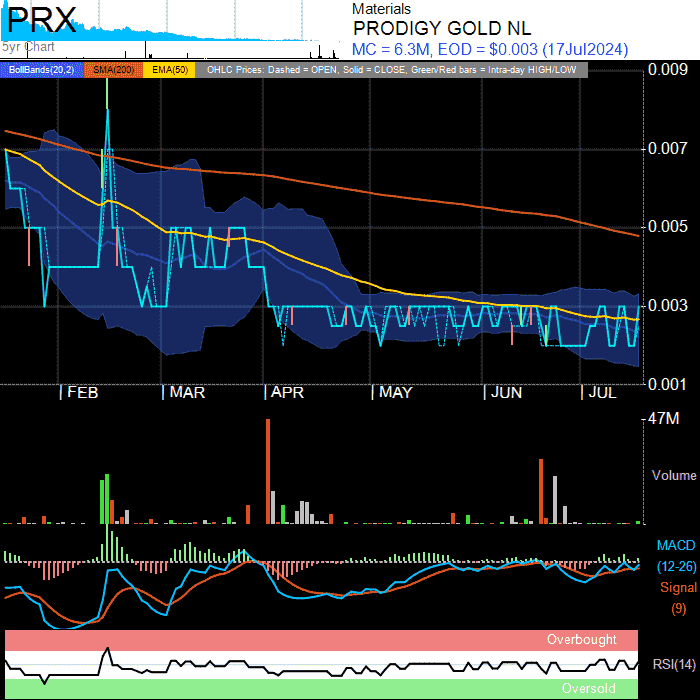 PRX
5yr Chart
Materials
PRODIGY GOLD NL
MC = 6.3M, EOD = $0.003 (17Jul2024)
BollBands(20,2) SMA(200) EMA(50) OHLC Prices: Dashed = OPEN, Solid = CLOSE, Green/Red bars = Intra-day HIGH/LOW
0.009
0.007
0.005
0.003
0.001
FEB MAR APR MAY JUN JUL
47M
Volume
MACD
(12-26)
Signal
(9)
Overbought
RSI(14)
Oversold